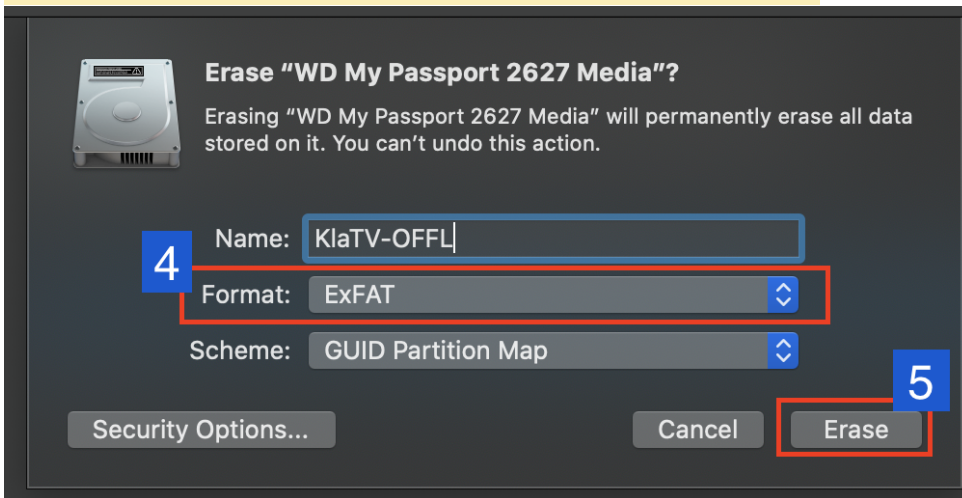 Erase “WD My Passport 2627 Media”?
Erasing “WD My Passport 2627 Media” will permanently erase all data
stored on it. You can’t undo this action.
Name: KlaTV-OFFL
4
Format: ExFAT
Scheme: GUID Partition Map
5
Security Options... Cancel Erase